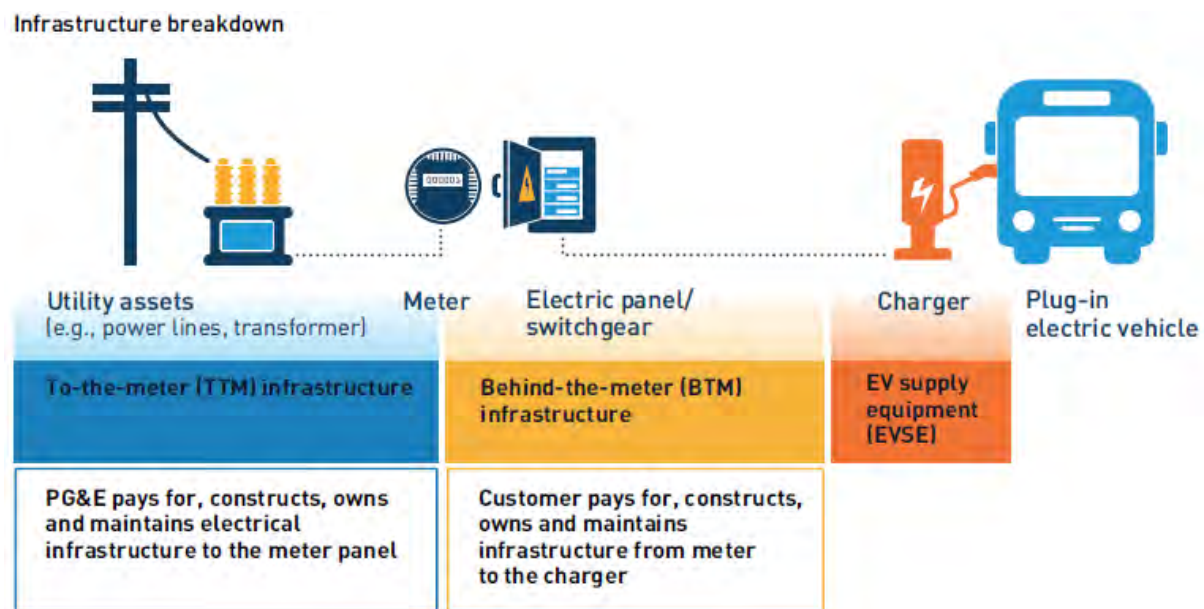 Infrastructure breakdown
Utility assets
(e.g., power lines, transformer)
Meter
Electric panel/
switchgear
Charger
Plug-in
electric vehicle
To-the-meter (TTM) infrastructure
Behind-the-meter (BTM)
infrastructure
EV supply
equipment
(EVSE)
PG&E pays for, constructs, owns
and maintains electrical
infrastructure to the meter panel
Customer pays for, constructs,
owns and maintains
infrastructure from meter
to the charger